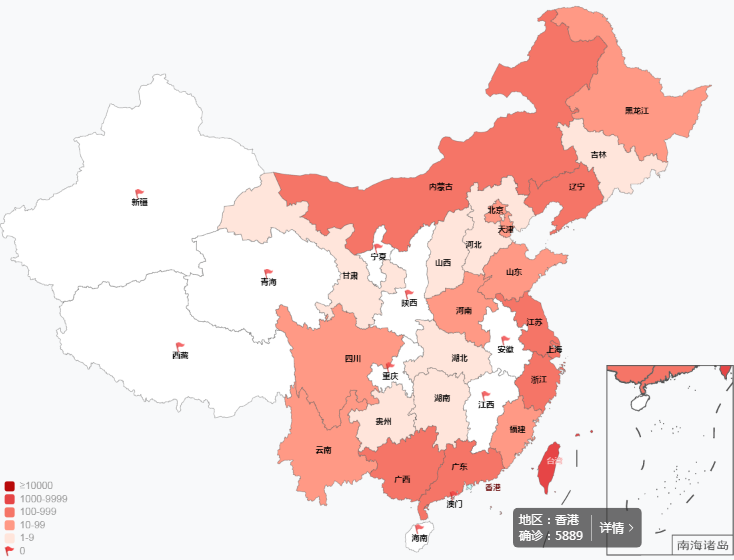 黑龙江
吉林
内蒙古
辽宁
新疆
北京
天津
河北
宁夏
山西
山东
青海
甘肃
陕西
河南
江苏
安徽
上海
西藏
四川
重庆
湖北
浙江
湖南
江西
贵州
福建
云南
台湾
广西
广东
香港
澳门
海南
≥10000
1000-9999
100-999
10-99
1-9
0
地区：香港
确诊：5889
详情 >
南海诸岛